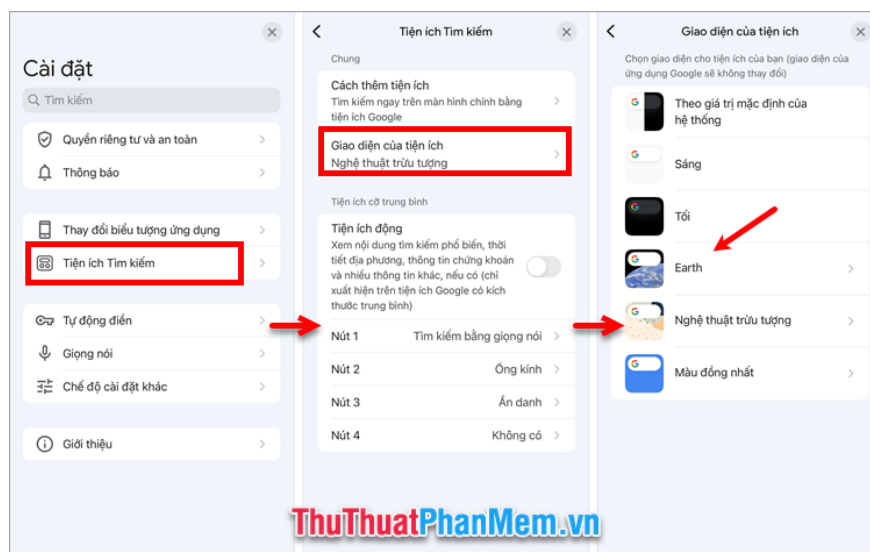 Cài đặt
Tìm kiếm
Quyền riêng tư và an toàn
Thông báo
Thay đổi biểu tượng ứng dụng
Tiện ích Tìm kiếm
Tự động điền
Giọng nói
Chế độ cài đặt khác
Giới thiệu
Tiện ích Tìm kiếm
Chung
Cách thêm tiện ích
Tìm kiếm ngay trên màn hình chính bằng
tiện ích Google
Giao diện của tiện ích
Nghệ thuật trừu tượng
Tiện ích cỡ trung bình
Tiện ích động
Xem nội dung tìm kiếm phổ biến, thời
tiết địa phương, thông tin chứng khoán
và nhiều thông tin khác, nếu có (chỉ
xuất hiện trên tiện ích Google có kích
thước trung bình)
Nút 1 Tìm kiếm bằng giọng nói
Nút 2 Ống kính
Nút 3 Ẩn danh
Nút 4 Không có
Giao diện của tiện ích
Chọn giao diện cho tiện ích của bạn (giao diện của
ứng dụng Google sẽ không thay đổi)
Theo giá trị mặc định của
hệ thống
Sáng
Tối
Earth
Nghệ thuật trừu tượng
Màu đồng nhất
ThuThuatPhanMem.vn